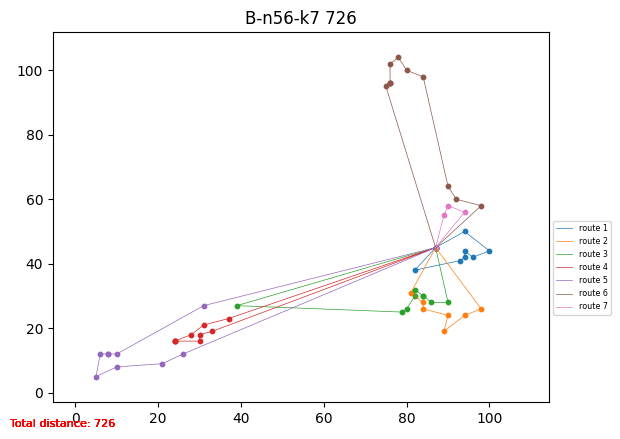 B-n56-k7 726
100
80
60
40
20
0
0 20 40 60 80 100
route 1
route 2
route 3
route 4
route 5
route 6
route 7
Total distance: 726